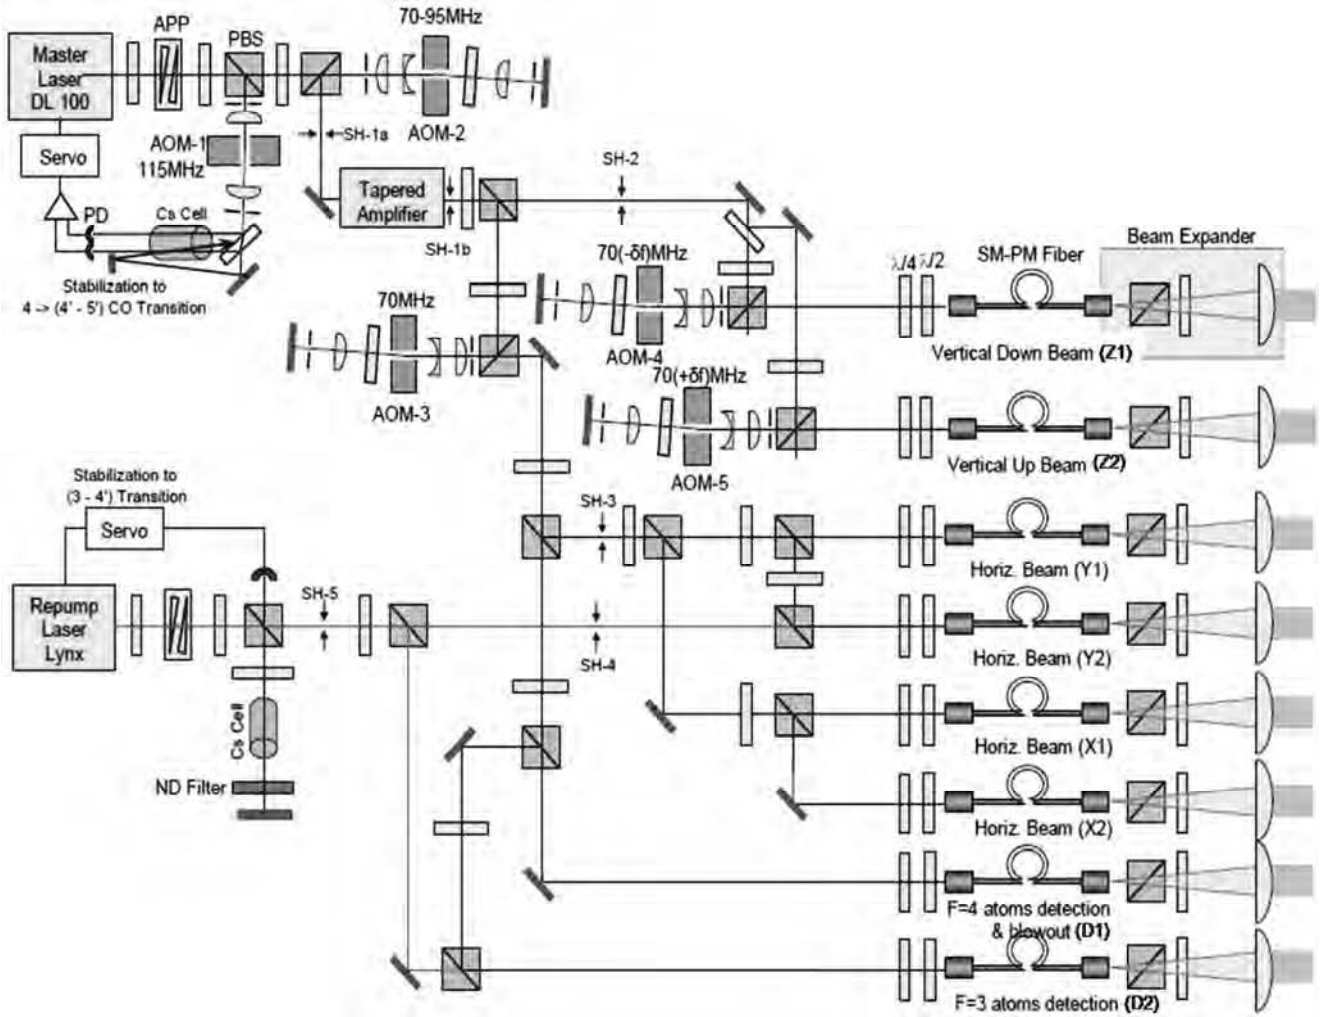 70-95MHz
APP
PBS
Master
Laser
DL 100
SH-1a
AOM-2
AOM-1
115MHz
Servo
SH-2
Tapered
Amplifier
PD
Cs Cell
SH-1b
Beam Expander
Stabilization to
4 -> (4' - 5') CO Transition
70(-δf)MHz
λ/4 λ/2
SM-PM Fiber
70MHz
AOM-4
Vertical Down Beam (Z1)
70(+δf)MHz
AOM-3
Vertical Up Beam (Z2)
AOM-5
Stabilization to
(3 - 4') Transition
Servo
SH-3
Horiz. Beam (Y1)
Repump
Laser
Lynx
SH-5
SH-4
Horiz. Beam (Y2)
Cs Cell
Horiz. Beam (X1)
ND Filter
Horiz. Beam (X2)
F=4 atoms detection
& blowout (D1)
F=3 atoms detection (D2)